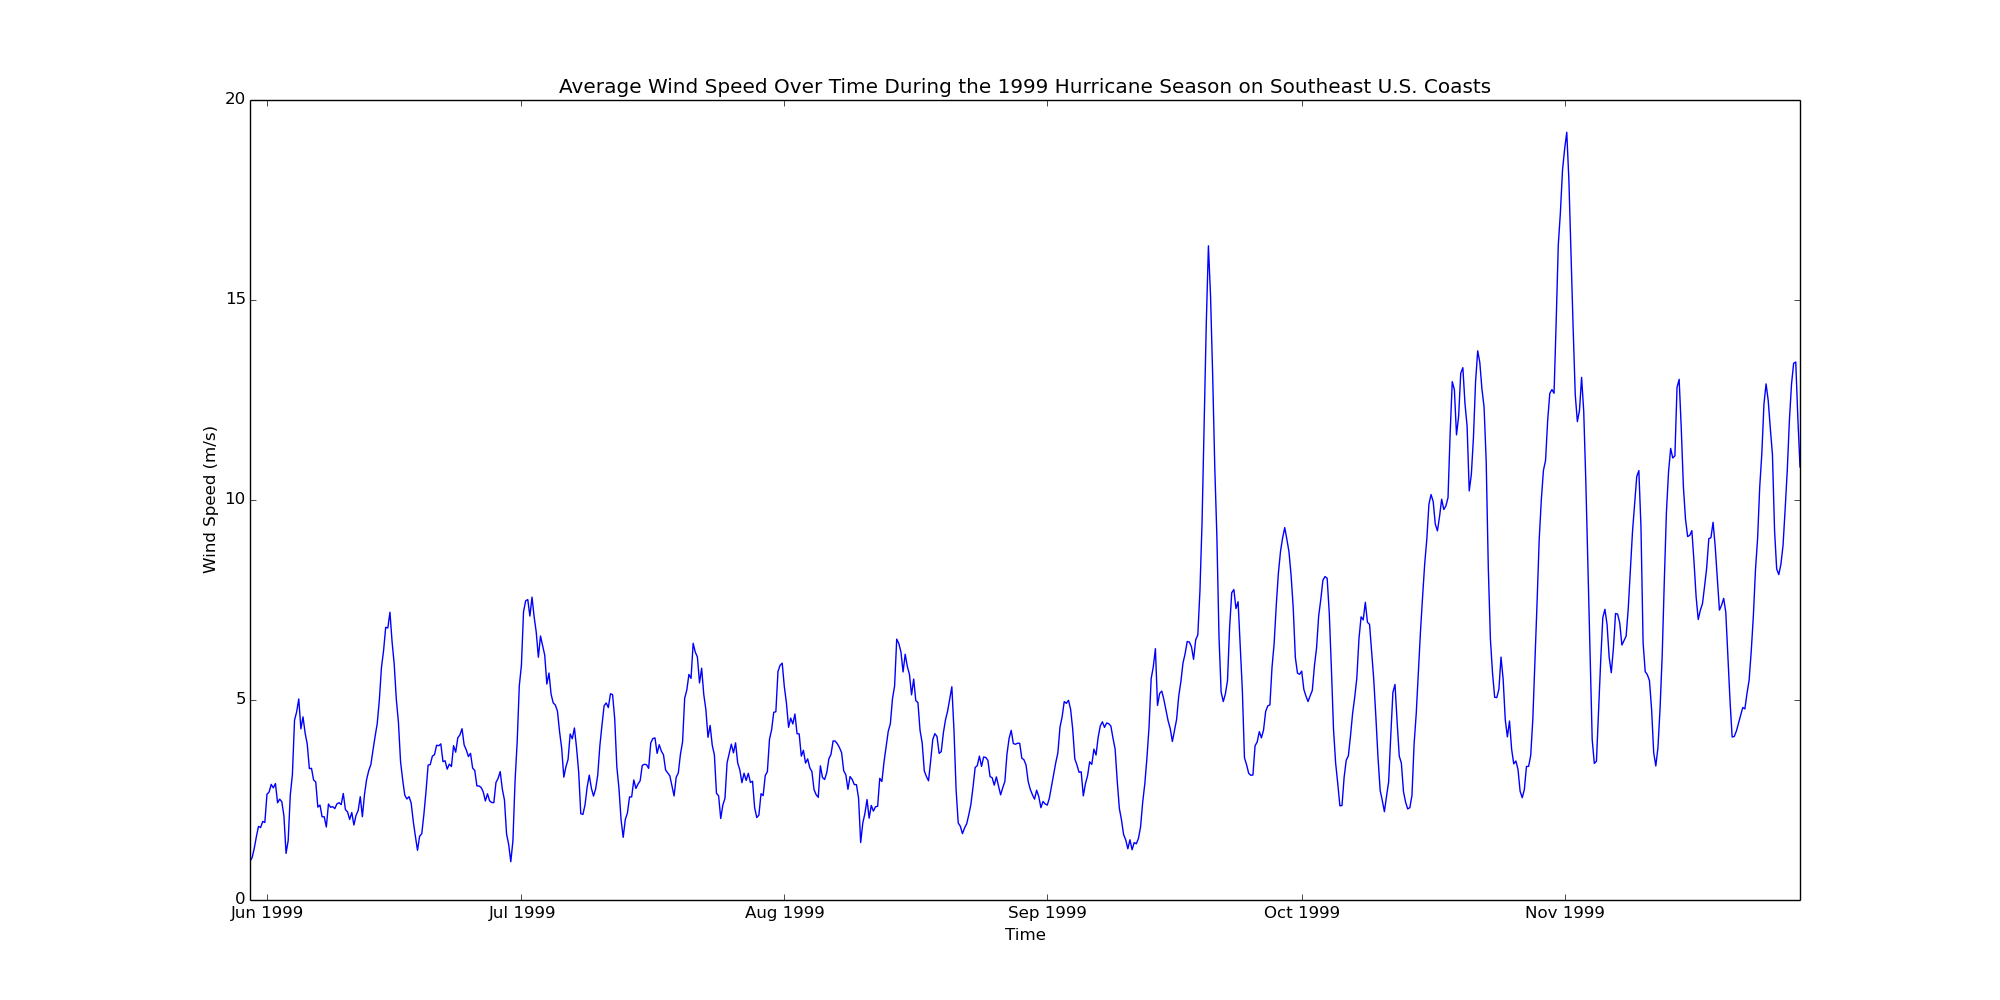 Average Wind Speed Over Time During the 1999 Hurricane Season on Southeast U.S. Coasts
20
15
10
5
0
Wind Speed (m/s)
Jun 1999 Jul 1999 Aug 1999 Sep 1999 Oct 1999 Nov 1999
Time